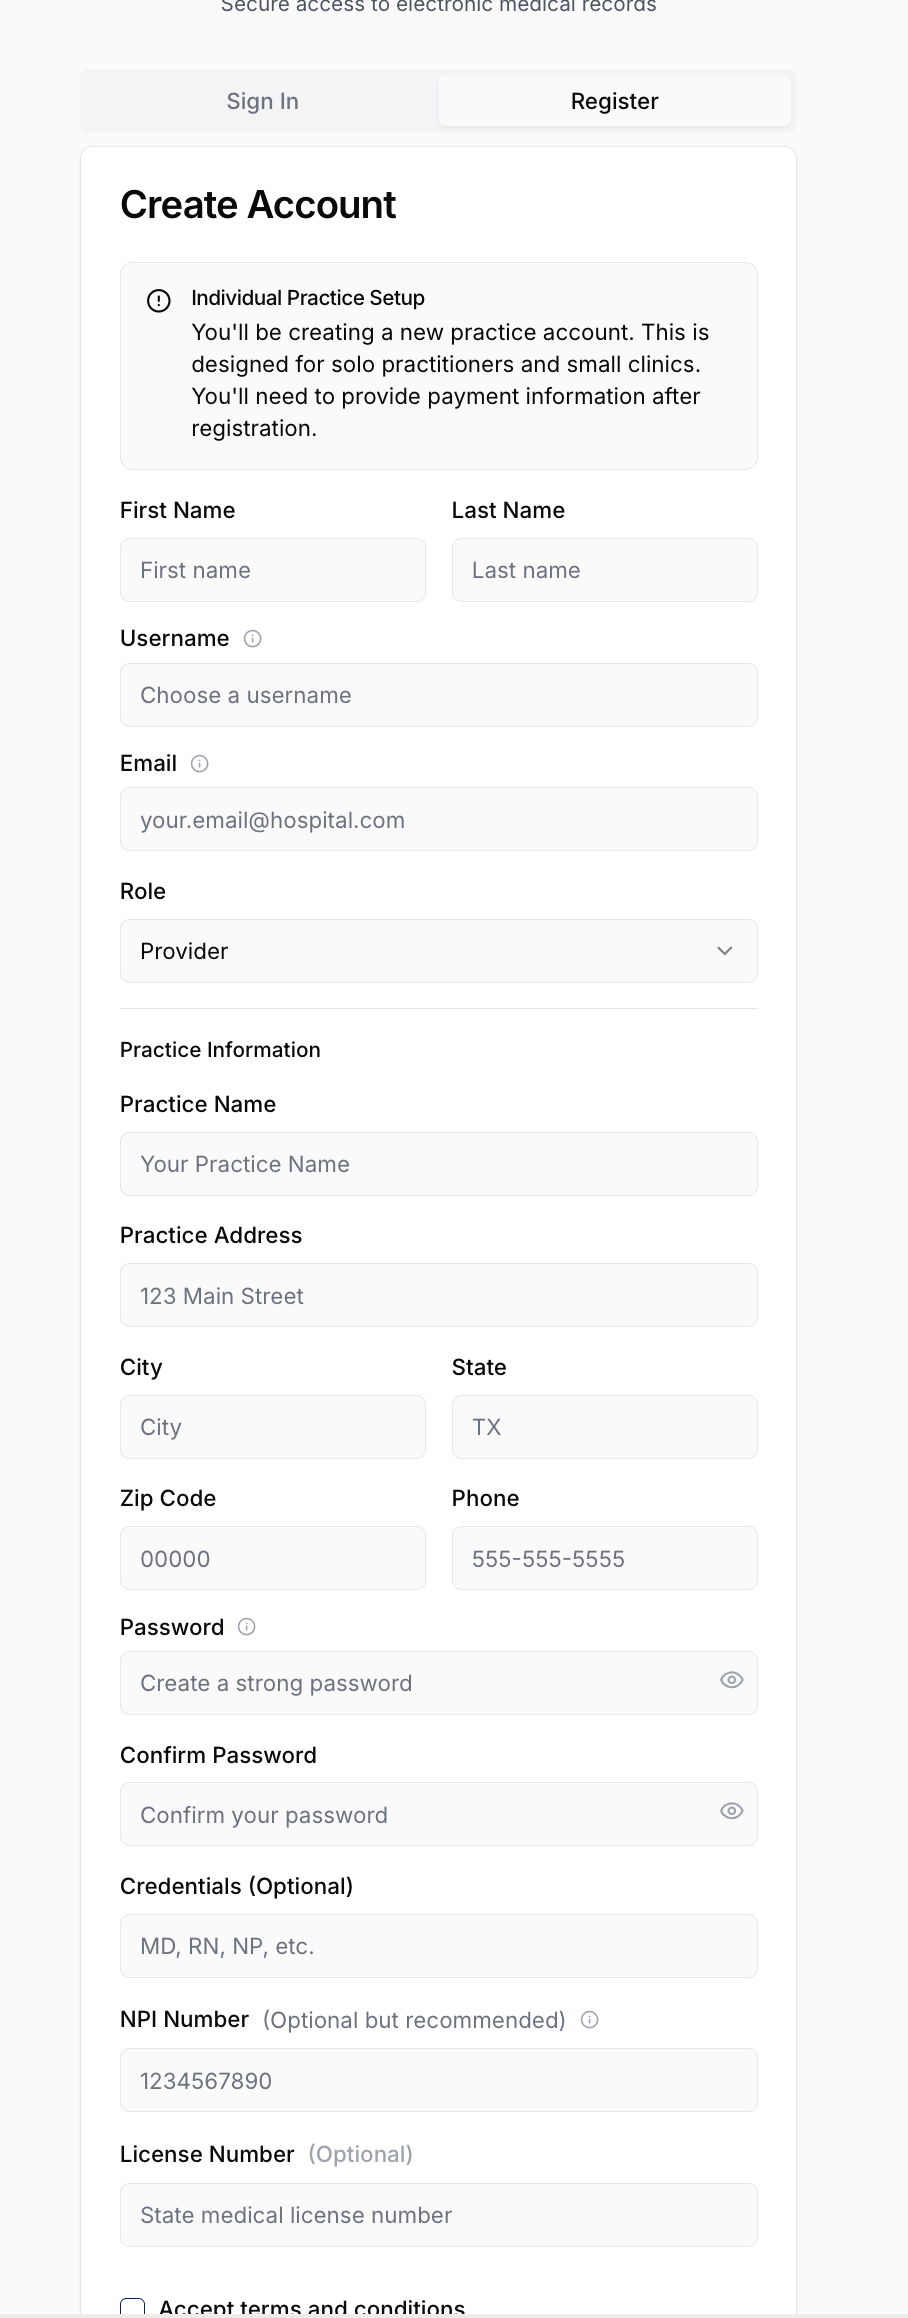 Secure access to electronic medical records
Sign In
Register
Create Account
Individual Practice Setup
You'll be creating a new practice account. This is
designed for solo practitioners and small clinics.
You'll need to provide payment information after
registration.
First Name
Last Name
First name
Last name
Username
Choose a username
Email
your.email@hospital.com
Role
Provider
Practice Information
Practice Name
Your Practice Name
Practice Address
123 Main Street
City
State
City
TX
Zip Code
Phone
00000
555-555-5555
Password
Create a strong password
Confirm Password
Confirm your password
Credentials (Optional)
MD, RN, NP, etc.
NPI Number (Optional but recommended)
1234567890
License Number (Optional)
State medical license number
Accept terms and conditions